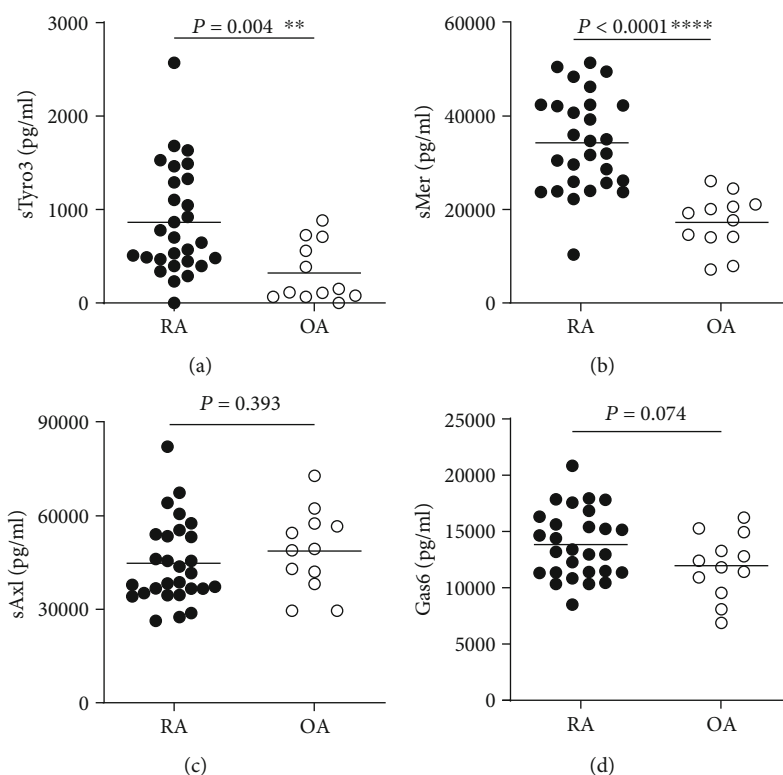 P = 0.004 **
3000
2000
1000
0
sTyro3 (pg/ml)
RA OA
(a)
P < 0.0001****
60000
40000
20000
0
sMer (pg/ml)
RA OA
(b)
P = 0.393
90000
60000
30000
0
sAxl (pg/ml)
RA OA
(c)
P = 0.074
25000
20000
15000
10000
5000
0
Gas6 (pg/ml)
RA OA
(d)